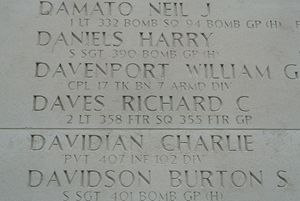 DAMATO NEIL J
1 LT 332 BOMB SQ 94 BOMB GP (H)
DANIELS HARRY
S SGT 390 BOMB GP (H)
DAVENPORT WILLIAM G
CPL 17 TK BN 7 ARMD DIV
DAVES RICHARD C
2 LT 358 FTR SQ 355 FTR GP
DAVIDIAN CHARLIE
PVT 407 INF 102 DIV
DAVIDSON BURTON S
S SGT 401 BOMB GP (H)